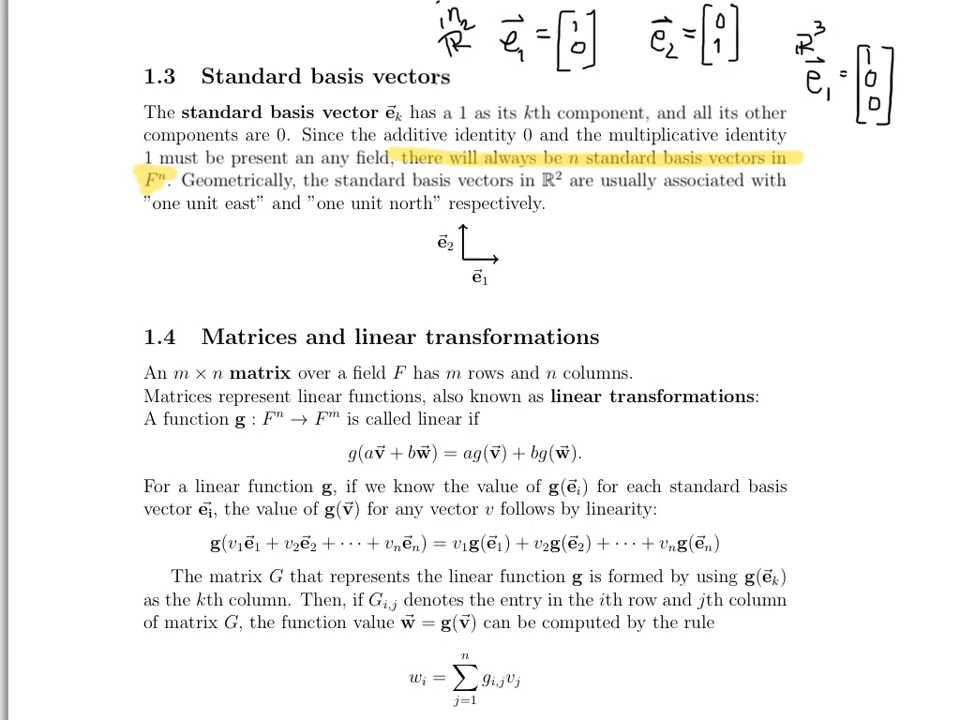 in ℝ² e⃗₁ = [1 0] e⃗₂ = [0 1] ℝ³
e⃗₁ = [1 0 0]
1.3 Standard basis vectors
The standard basis vector e⃗ₖ has a 1 as its kth component, and all its other
components are 0. Since the additive identity 0 and the multiplicative identity
1 must be present an any field, there will always be n standard basis vectors in
Fⁿ. Geometrically, the standard basis vectors in ℝ² are usually associated with
"one unit east" and "one unit north" respectively.
e⃗₂
e⃗₁
1.4 Matrices and linear transformations
An m × n matrix over a field F has m rows and n columns.
Matrices represent linear functions, also known as linear transformations:
A function g : Fⁿ → Fᵐ is called linear if
g(av⃗ + bw⃗) = ag(v⃗) + bg(w⃗).
For a linear function g, if we know the value of g(e⃗ᵢ) for each standard basis
vector e⃗ᵢ, the value of g(v⃗) for any vector v follows by linearity:
g(v₁e⃗₁ + v₂e⃗₂ + ⋯ + vₙe⃗ₙ) = v₁g(e⃗₁) + v₂g(e⃗₂) + ⋯ + vₙg(e⃗ₙ)
The matrix G that represents the linear function g is formed by using g(e⃗ₖ)
as the kth column. Then, if Gᵢ,ⱼ denotes the entry in the ith row and jth column
of matrix G, the function value w⃗ = g(v⃗) can be computed by the rule
wᵢ = ∑ⁿⱼ₌₁ gᵢ,ⱼvⱼ